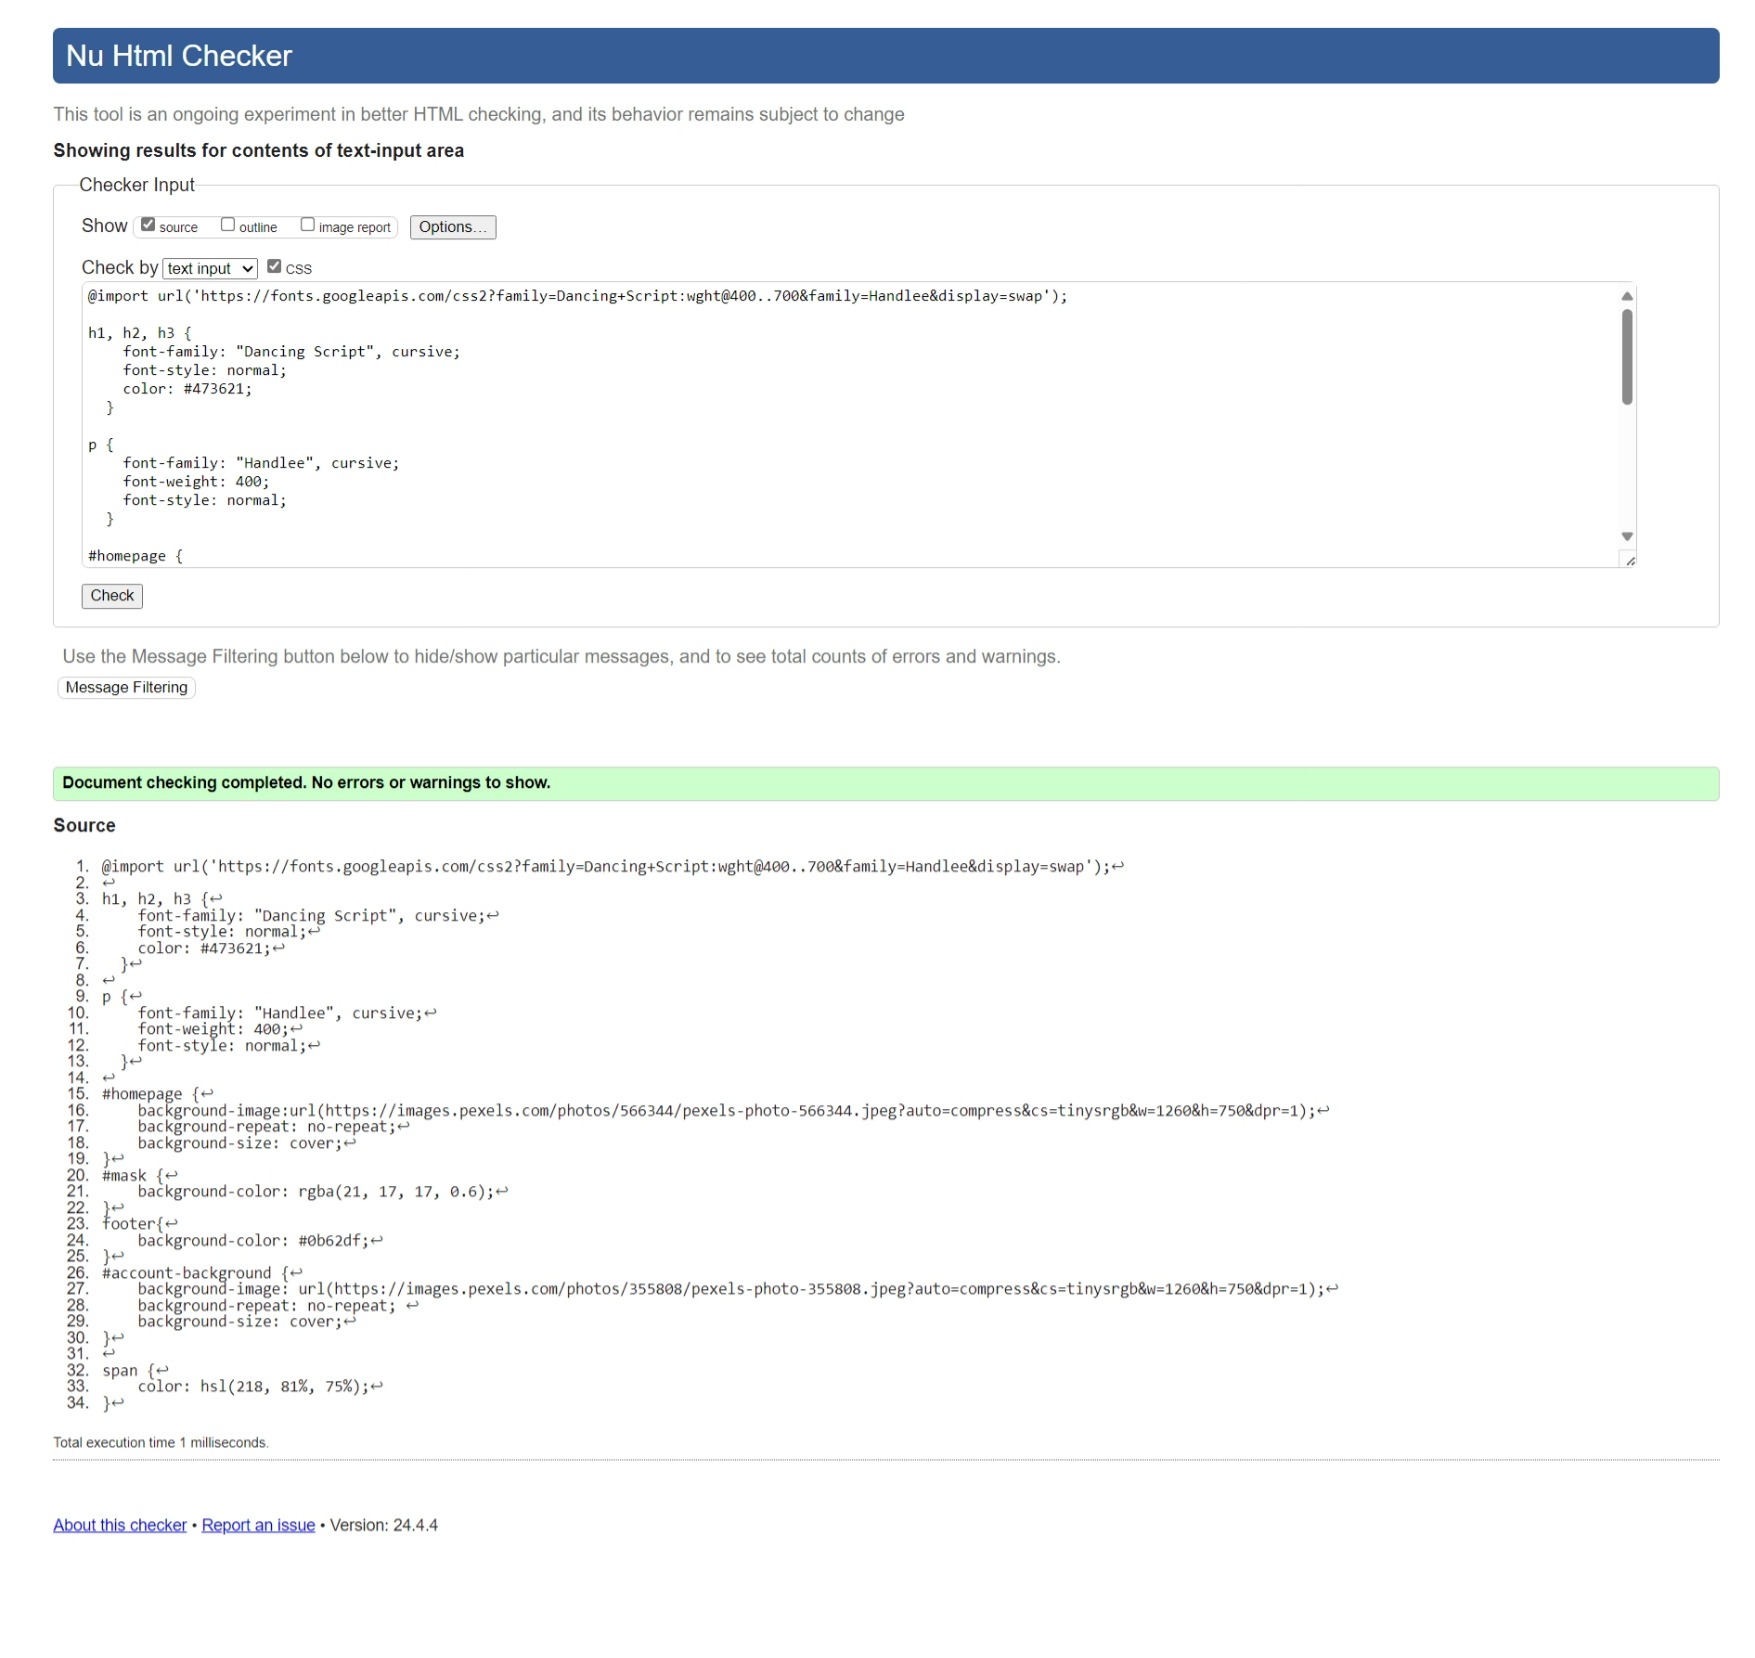 Nu Html Checker
This tool is an ongoing experiment in better HTML checking, and its behavior remains subject to change
Showing results for contents of text-input area
Checker Input
Show source outline image report Options...
Check by text input css
@import url('https://fonts.googleapis.com/css2?family=Dancing+Script:wght@400..700&family=Handlee&display=swap');
h1, h2, h3 {
    font-family: "Dancing Script", cursive;
    font-style: normal;
    color: #473621;
  }
p {
    font-family: "Handlee", cursive;
    font-weight: 400;
    font-style: normal;
  }
#homepage {
Check
Use the Message Filtering button below to hide/show particular messages, and to see total counts of errors and warnings.
Message Filtering
Document checking completed. No errors or warnings to show.
Source
1. @import url('https://fonts.googleapis.com/css2?family=Dancing+Script:wght@400..700&family=Handlee&display=swap');↩
2. ↩
3. h1, h2, h3 {↩
4.     font-family: "Dancing Script", cursive;↩
5.     font-style: normal;↩
6.     color: #473621;↩
7.   }↩
8. ↩
9. p {↩
10.     font-family: "Handlee", cursive;↩
11.     font-weight: 400;↩
12.     font-style: normal;↩
13.   }↩
14. ↩
15. #homepage {↩
16.     background-image:url(https://images.pexels.com/photos/566344/pexels-photo-566344.jpeg?auto=compress&cs=tinysrgb&w=1260&h=750&dpr=1);↩
17.     background-repeat: no-repeat;↩
18.     background-size: cover;↩
19. }↩
20. #mask {↩
21.     background-color: rgba(21, 17, 17, 0.6);↩
22. }↩
23. footer{↩
24.     background-color: #0b62df;↩
25. }↩
26. #account-background {↩
27.     background-image: url(https://images.pexels.com/photos/355808/pexels-photo-355808.jpeg?auto=compress&cs=tinysrgb&w=1260&h=750&dpr=1);↩
28.     background-repeat: no-repeat; ↩
29.     background-size: cover;↩
30. }↩
31. ↩
32. span {↩
33.     color: hsl(218, 81%, 75%);↩
34. }↩
Total execution time 1 milliseconds.
About this checker • Report an issue • Version: 24.4.4